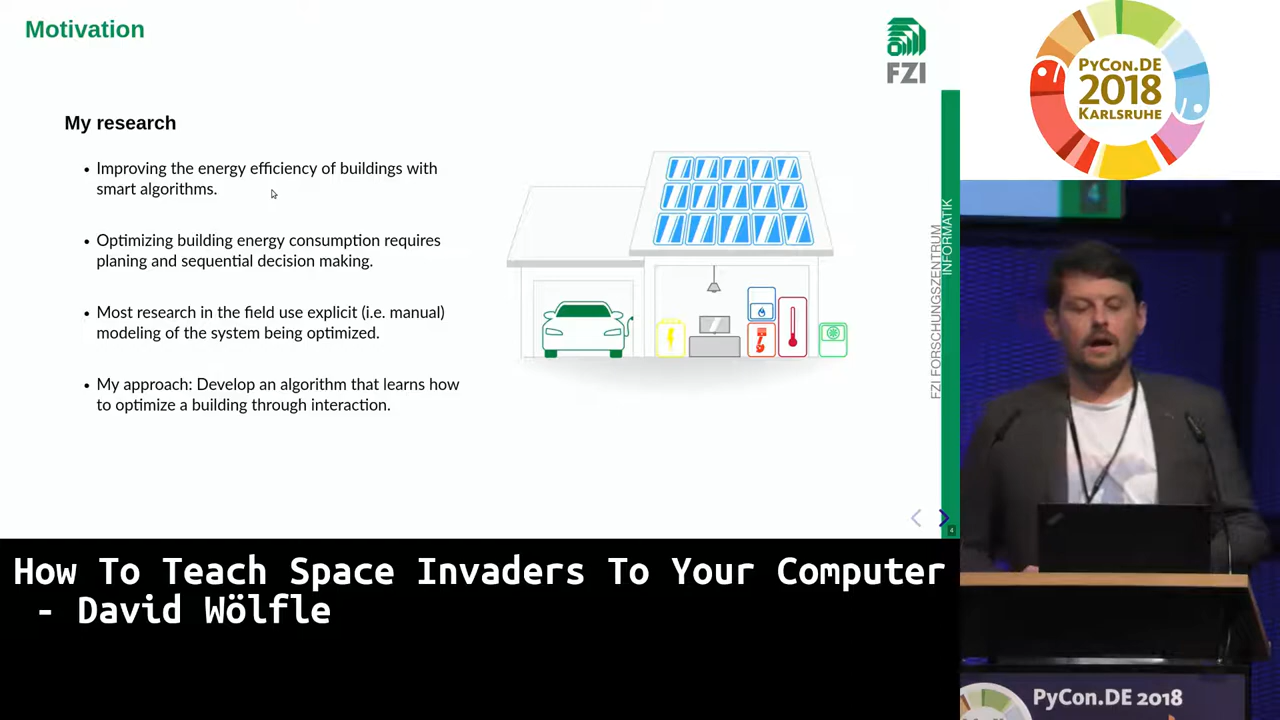 Motivation
FZI
My research
• Improving the energy efficiency of buildings with
smart algorithms.
• Optimizing building energy consumption requires
planing and sequential decision making.
• Most research in the field use explicit (i.e. manual)
modeling of the system being optimized.
• My approach: Develop an algorithm that learns how
to optimize a building through interaction.
FZI FORSCHUNGSZENTRUM
INFORMATIK
4
PYCON.DE
2018
KARLSRUHE
4
How To Teach Space Invaders To Your Computer
- David Wölfle
PyCon.DE 2018